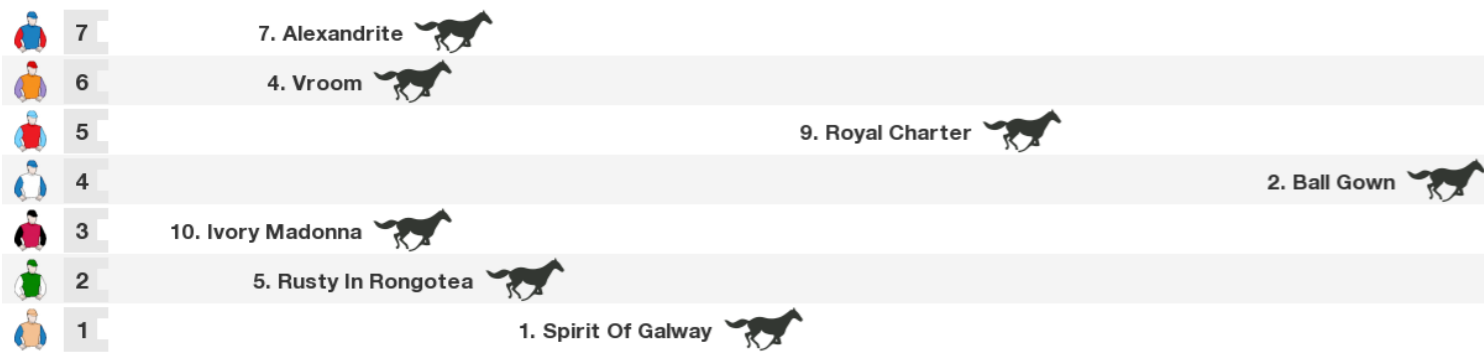 7 7. Alexandrite
6 4. Vroom
5 9. Royal Charter
4 2. Ball Gown
3 10. Ivory Madonna
2 5. Rusty In Rongotea
1 1. Spirit Of Galway